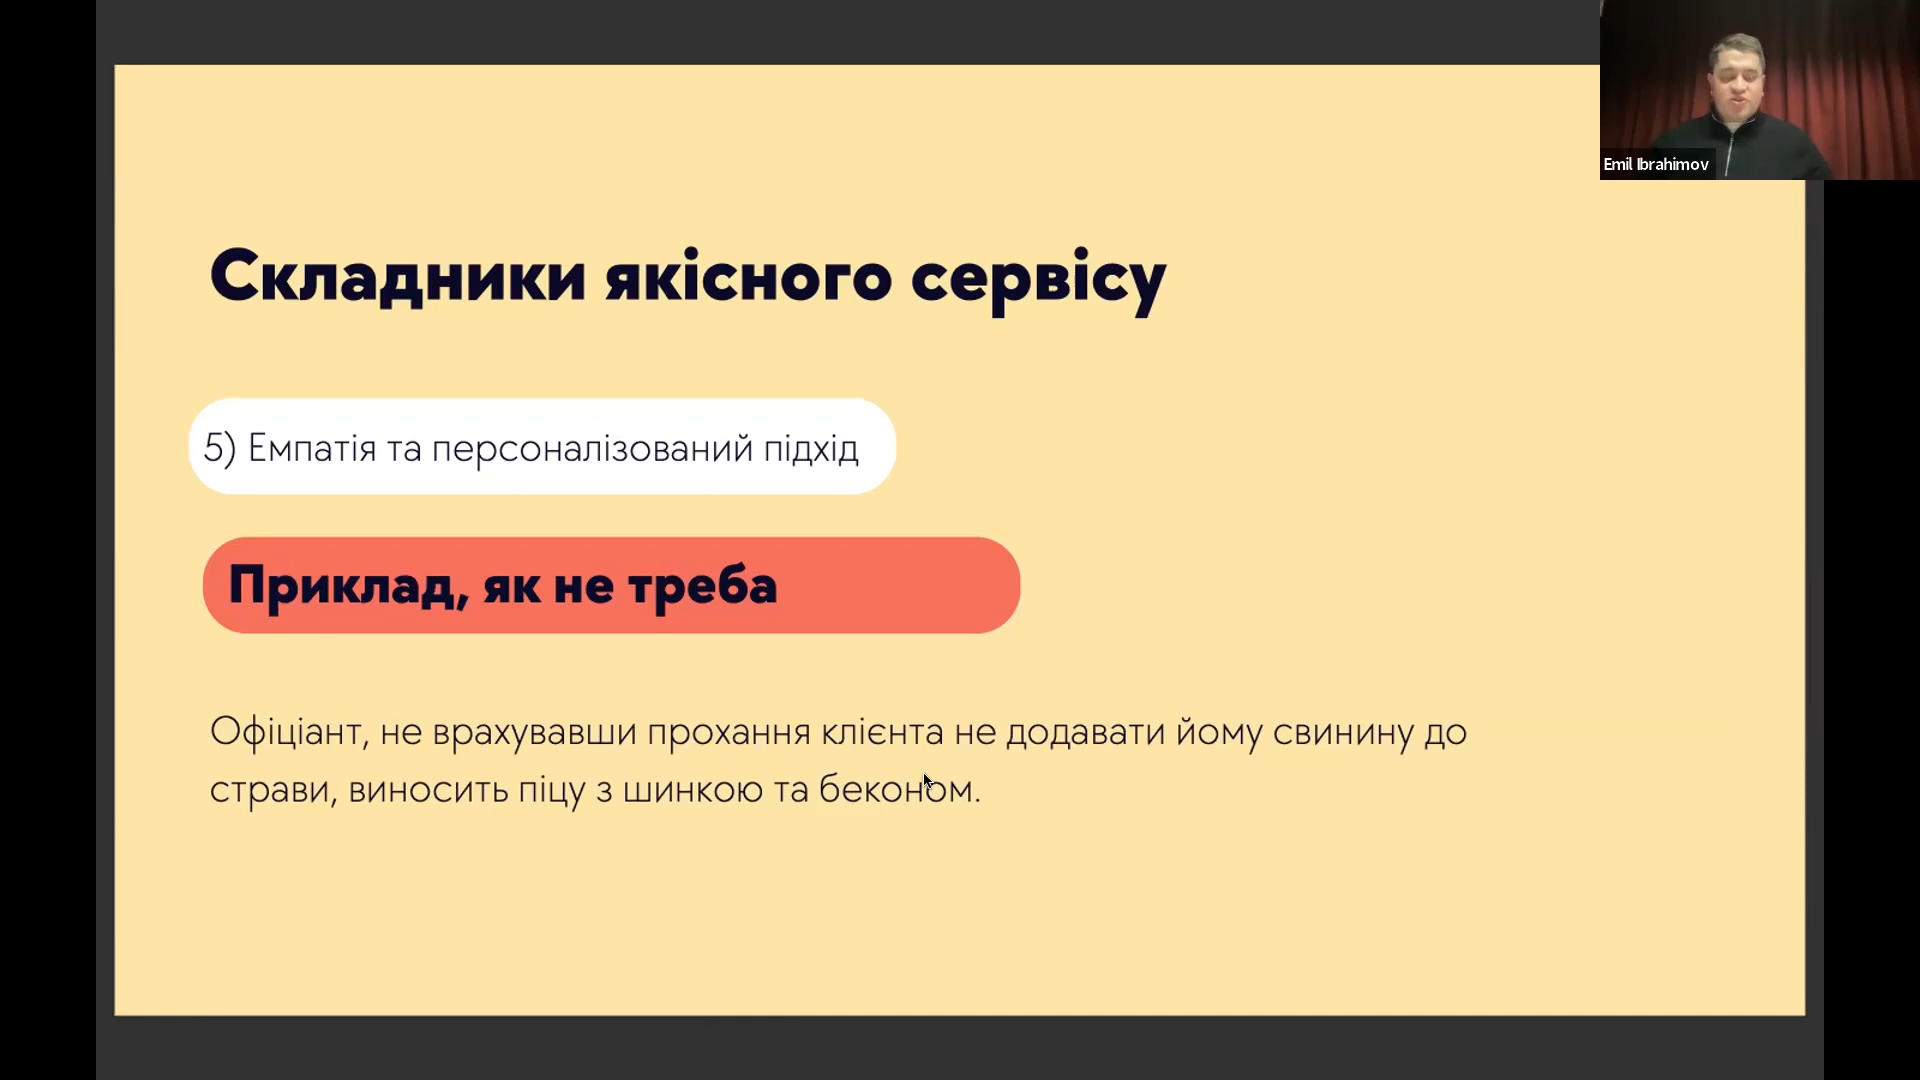 Emil Ibrahimov
Складники якісного сервісу
5) Емпатія та персоналізований підхід
Приклад, як не треба
Офіціант, не врахувавши прохання клієнта не додавати йому свинину до
страви, виносить піцу з шинкою та беконом.